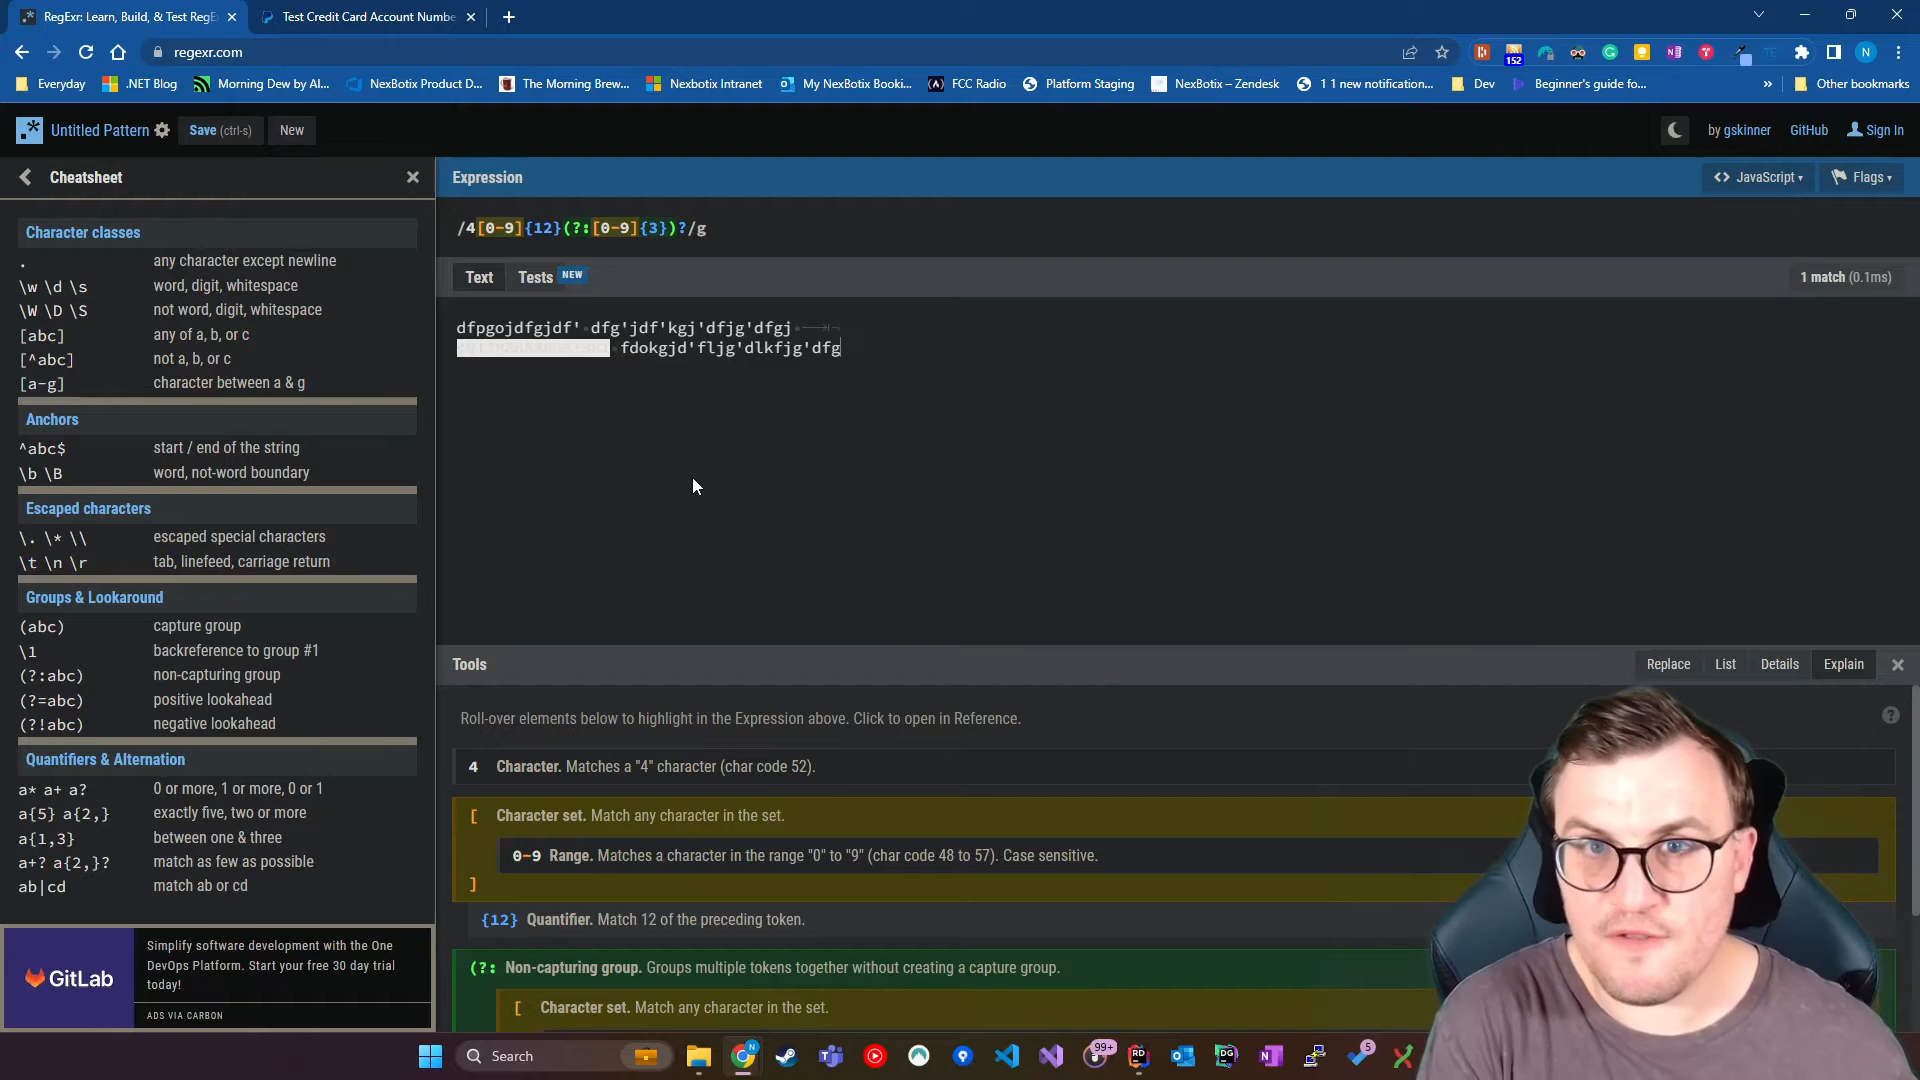 RegExr: Learn, Build, & Test RegE
Test Credit Card Account Numbe
regexr.com
152
N
Everyday
.NET Blog
Morning Dew by Al...
NexBotix Product D...
The Morning Brew...
Nexbotix Intranet
My NexBotix Booki...
FCC Radio
Platform Staging
NexBotix – Zendesk
1 1 new notification...
Dev
Beginner's guide fo...
»
Other bookmarks
Untitled Pattern
Save (ctrl-s)
New
by gskinner
GitHub
Sign In
Cheatsheet
Expression
<> JavaScript
Flags
/4[0-9]{12}(?:[0-9]{3})?/g
Text
Tests NEW
1 match (0.1ms)
dfpgojdfgjdf' dfg'jdf'kgj'dfjg'dfgj
fdokgjd'fljg'dlkfjg'dfg
Character classes
. any character except newline
\w \d \s word, digit, whitespace
\W \D \S not word, digit, whitespace
[abc] any of a, b, or c
[^abc] not a, b, or c
[a-g] character between a & g
Anchors
^abc$ start / end of the string
\b \B word, not-word boundary
Escaped characters
\. \* \\ escaped special characters
\t \n \r tab, linefeed, carriage return
Groups & Lookaround
(abc) capture group
\1 backreference to group #1
(?:abc) non-capturing group
(?=abc) positive lookahead
(?!abc) negative lookahead
Quantifiers & Alternation
a* a+ a? 0 or more, 1 or more, 0 or 1
a{5} a{2,} exactly five, two or more
a{1,3} between one & three
a+? a{2,}? match as few as possible
ab|cd match ab or cd
GitLab
Simplify software development with the One
DevOps Platform. Start your free 30 day trial
today!
ADS VIA CARBON
Tools
Replace
List
Details
Explain
Roll-over elements below to highlight in the Expression above. Click to open in Reference.
4 Character. Matches a "4" character (char code 52).
[ Character set. Match any character in the set.
0-9 Range. Matches a character in the range "0" to "9" (char code 48 to 57). Case sensitive.
]
{12} Quantifier. Match 12 of the preceding token.
(?: Non-capturing group. Groups multiple tokens together without creating a capture group.
[ Character set. Match any character in the set.
Search
N
99+
RD
DG
N
5